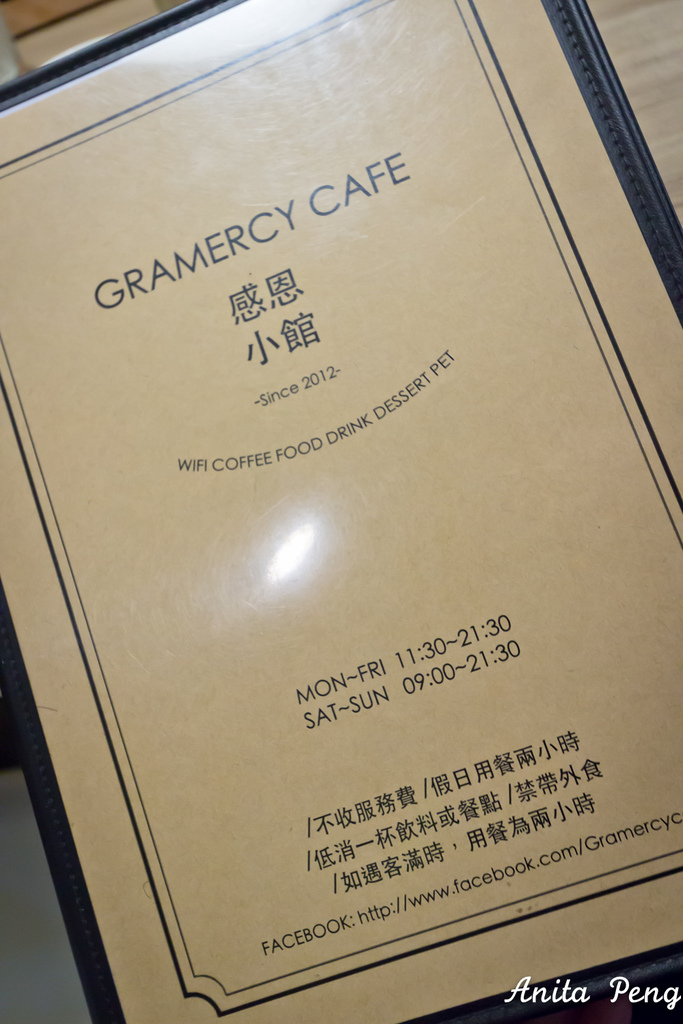 GRAMERCY CAFE
感恩
小館
-Since 2012-
WIFI COFFEE FOOD DRINK DESSERT PET
MON~FRI 11:30~21:30
SAT~SUN 09:00~21:30
/不收服務費 /假日用餐兩小時
/低消一杯飲料或餐點 /禁帶外食
/如遇客滿時，用餐為兩小時
FACEBOOK: http://www.facebook.com/Gramercyc
Anita Peng